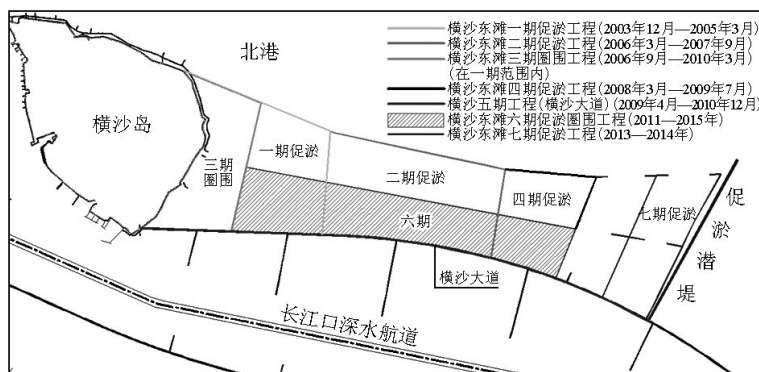 北港
横沙东滩一期促淤工程(2003年12月—2005年3月)
横沙东滩二期促淤工程(2006年3月—2007年9月)
横沙东滩三期圈围工程(2006年9月—2010年3月)
(在一期范围内)
横沙东滩四期促淤工程(2008年3月—2009年7月)
横沙五期工程(横沙大道)(2009年4月—2010年12月)
横沙东滩六期促淤圈围工程(2011—2015年)
横沙东滩七期促淤工程(2013—2014年)
横沙岛
三期
圈围
一期促淤
二期促淤
四期促淤
七期促淤
六期
促淤潜堤
横沙大道
长江口深水航道